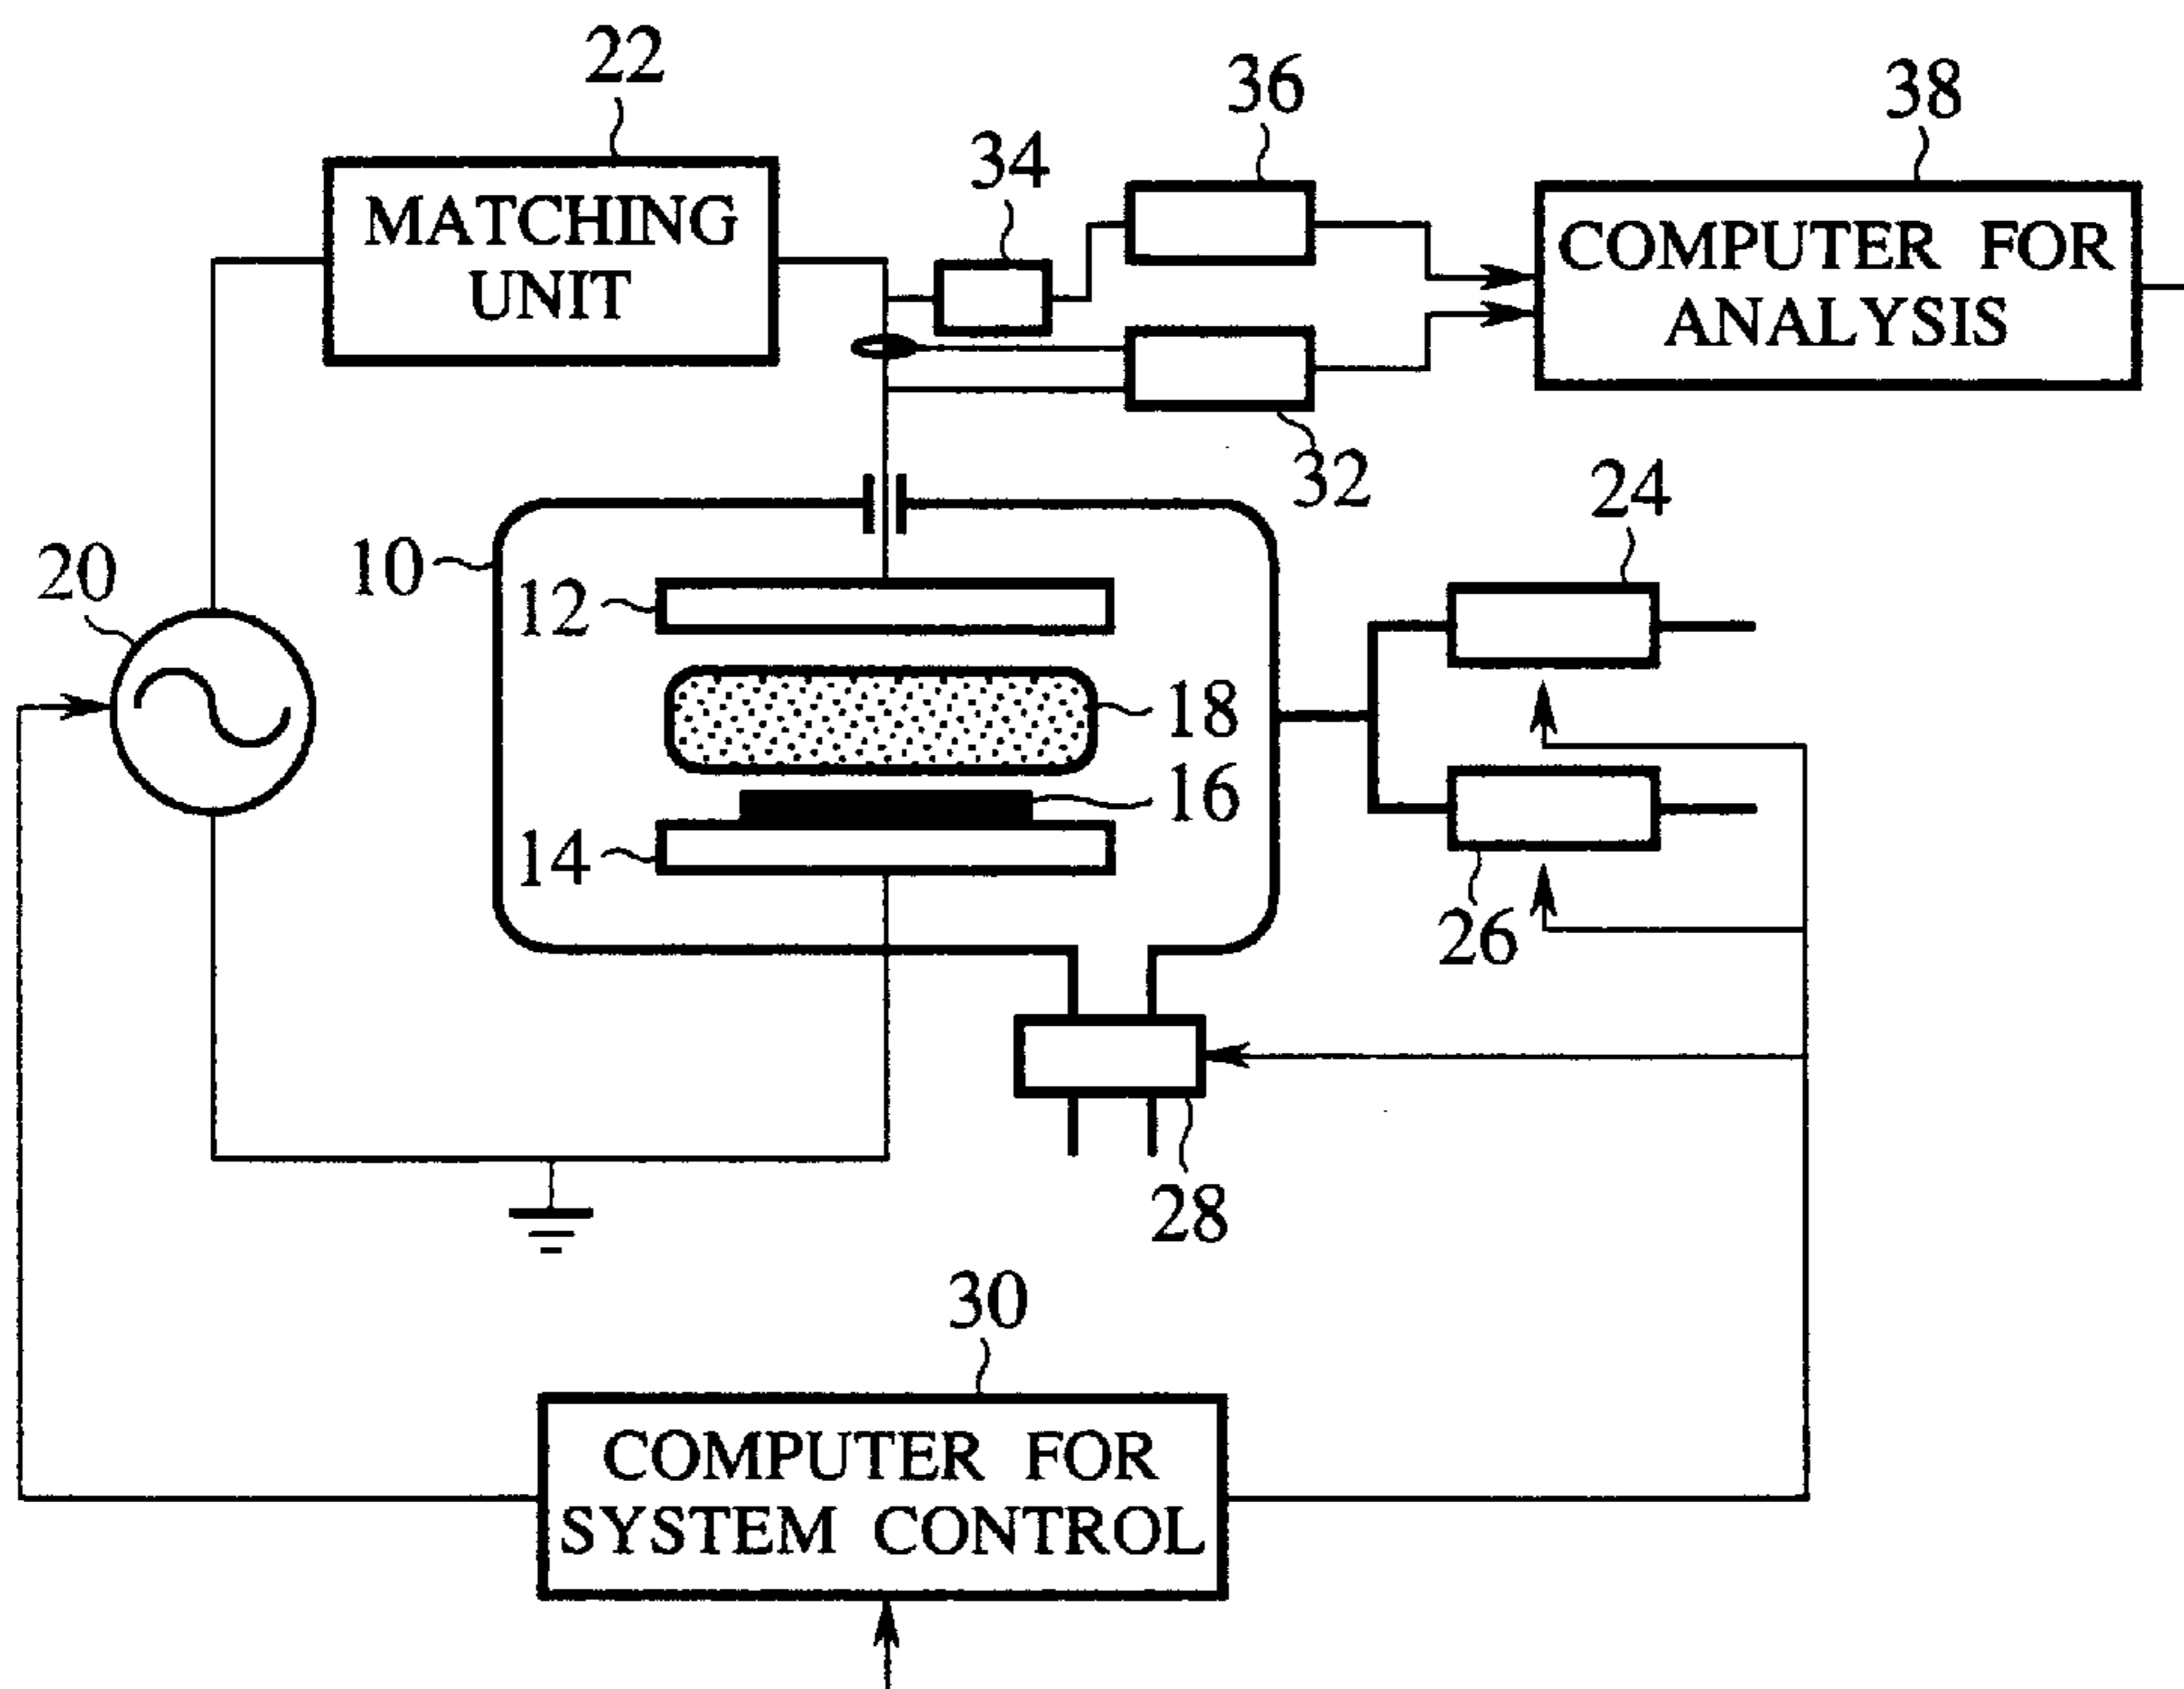 22
36
38
34
MATCHING
UNIT
COMPUTER FOR
ANALYSIS
32
24
20
10
12
18
16
14
26
28
30
COMPUTER FOR
SYSTEM CONTROL